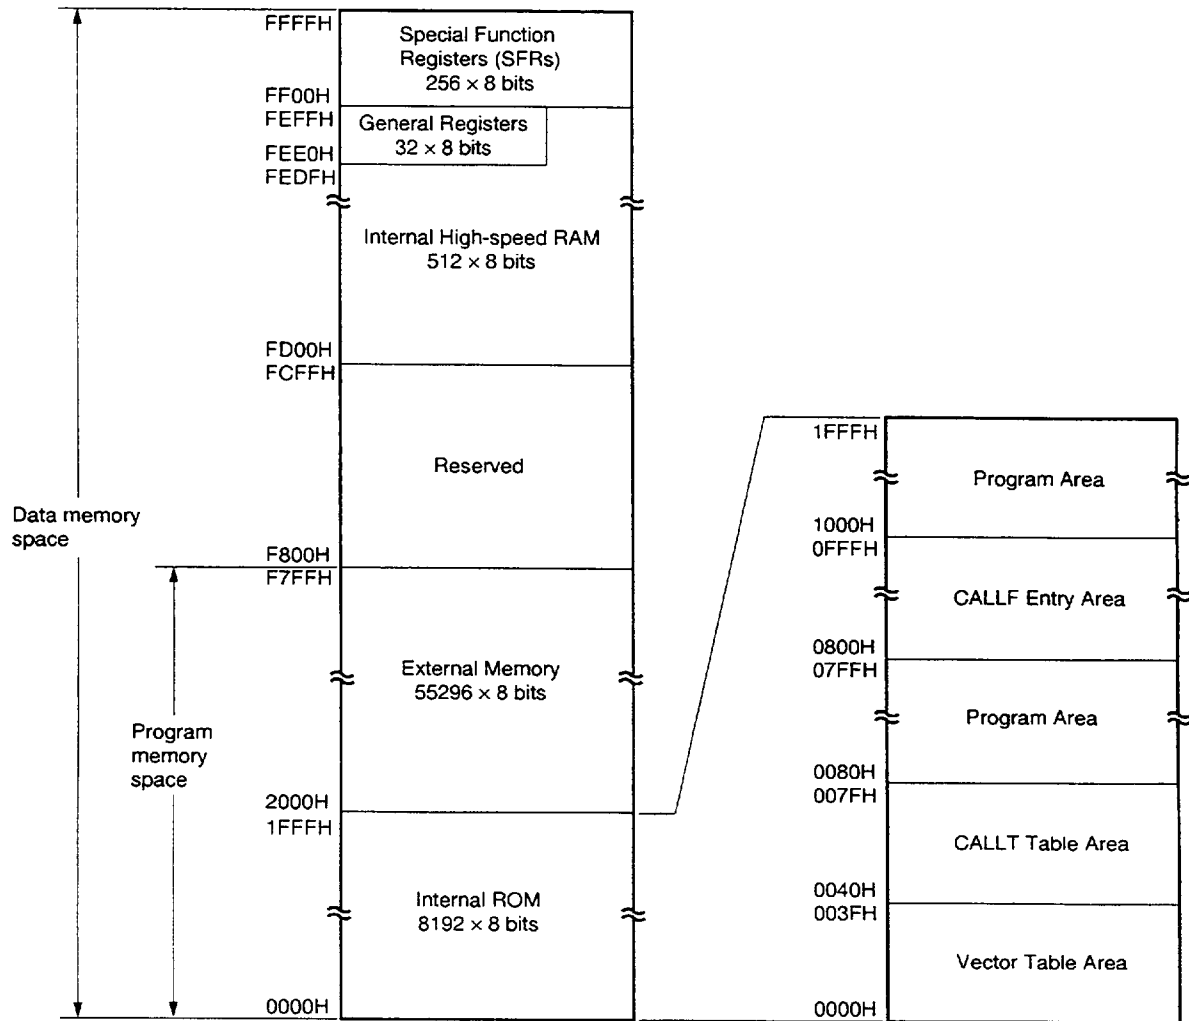 FFFFH
Special Function
Registers (SFRs)
256 × 8 bits
FF00H
FEFFH
General Registers
32 × 8 bits
FEE0H
FEDFH
Internal High-speed RAM
512 × 8 bits
FD00H
FCFFH
Reserved
Data memory
space
F800H
F7FFH
External Memory
55296 × 8 bits
Program
memory
space
2000H
1FFFH
Internal ROM
8192 × 8 bits
0000H
1FFFH
Program Area
1000H
0FFFH
CALLF Entry Area
0800H
07FFH
Program Area
0080H
007FH
CALLT Table Area
0040H
003FH
Vector Table Area
0000H